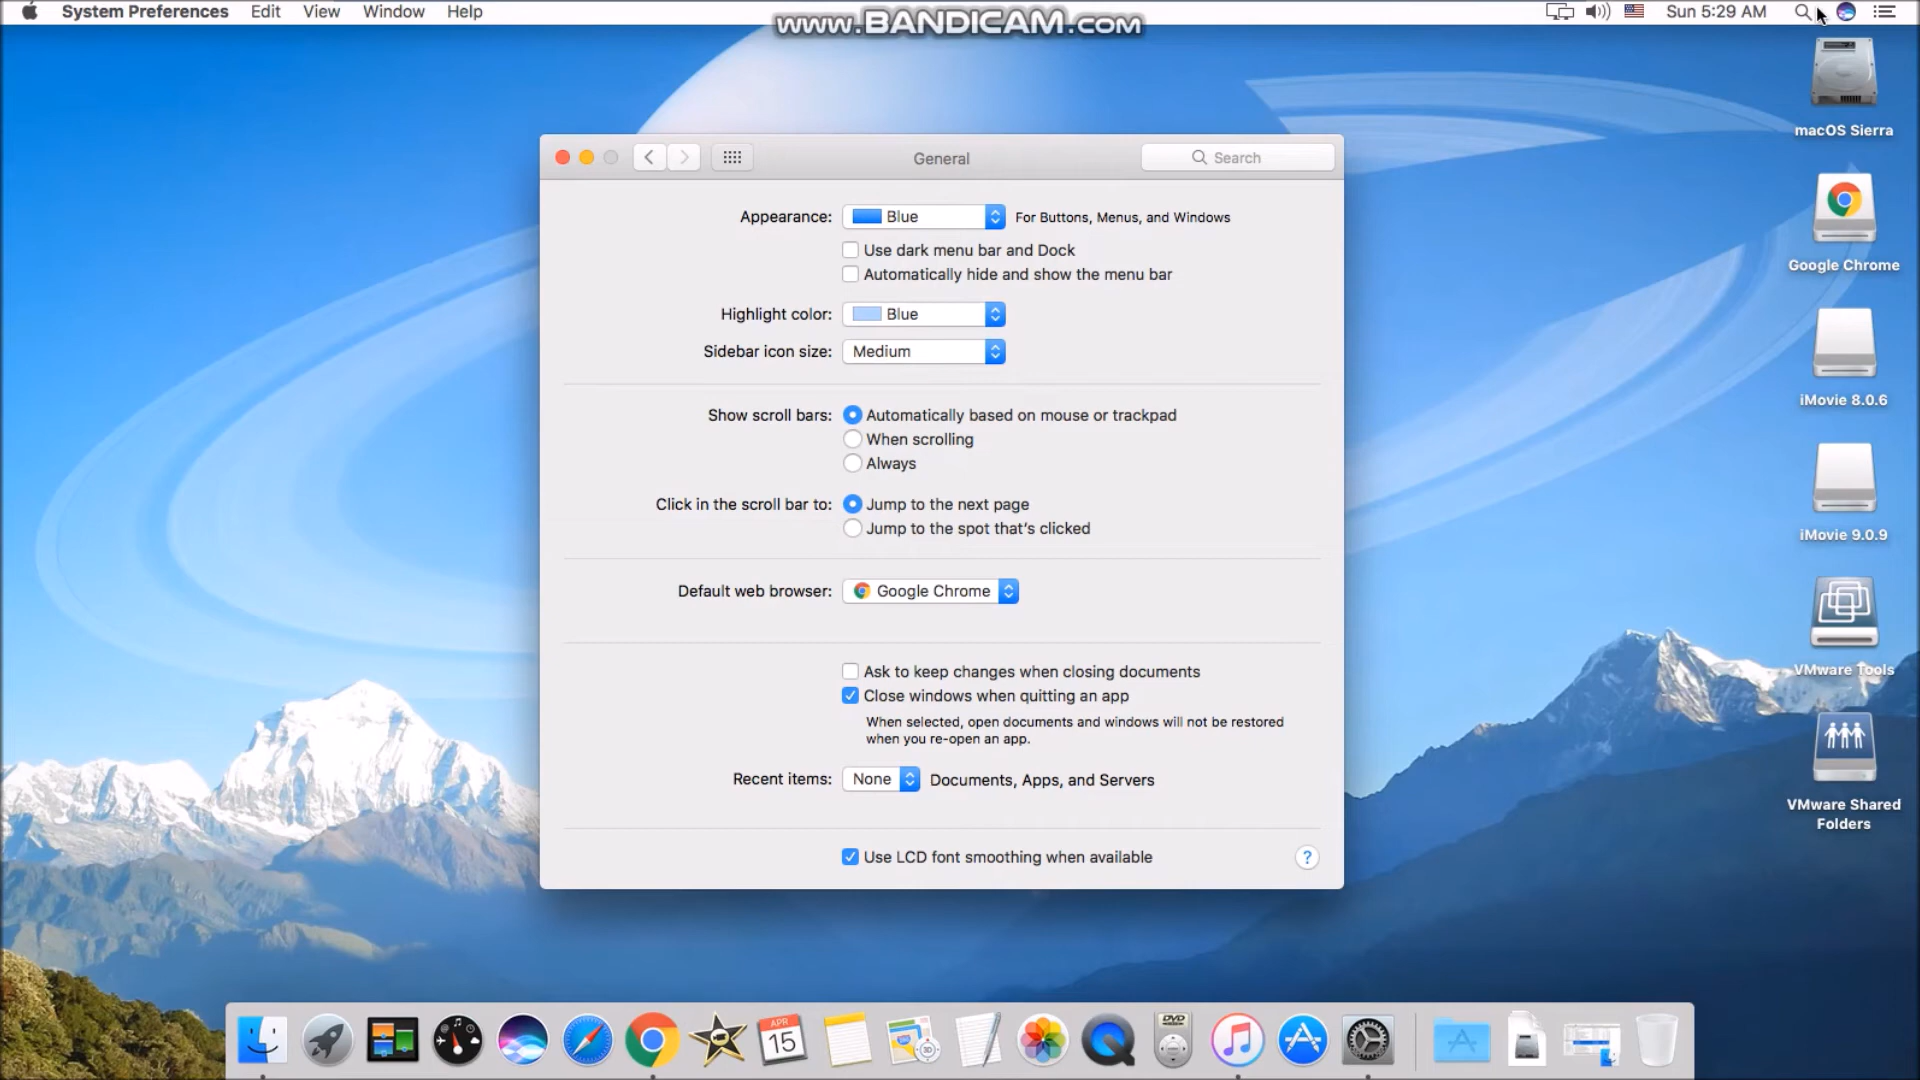 System Preferences Edit View Window Help
www.BANDICAM.com
Sun 5:29 AM
General
Search
Appearance: Blue For Buttons, Menus, and Windows
Use dark menu bar and Dock
Automatically hide and show the menu bar
Highlight color: Blue
Sidebar icon size: Medium
Show scroll bars: Automatically based on mouse or trackpad
When scrolling
Always
Click in the scroll bar to: Jump to the next page
Jump to the spot that's clicked
Default web browser: Google Chrome
Ask to keep changes when closing documents
Close windows when quitting an app
When selected, open documents and windows will not be restored
when you re-open an app.
Recent items: None Documents, Apps, and Servers
Use LCD font smoothing when available
?
macOS Sierra
Google Chrome
iMovie 8.0.6
iMovie 9.0.9
VMware Tools
VMware Shared
Folders
APR
15
3D
DVD